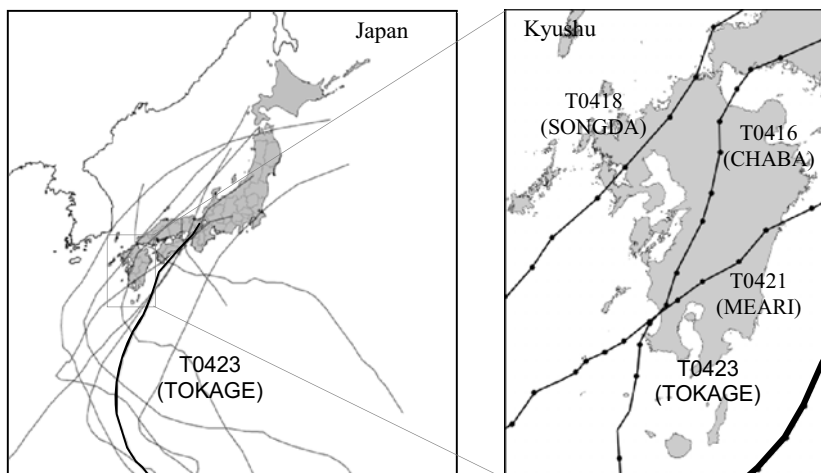 Japan
T0423
(TOKAGE)
Kyushu
T0418
(SONGDA)
T0416
(CHABA)
T0421
(MEARI)
T0423
(TOKAGE)